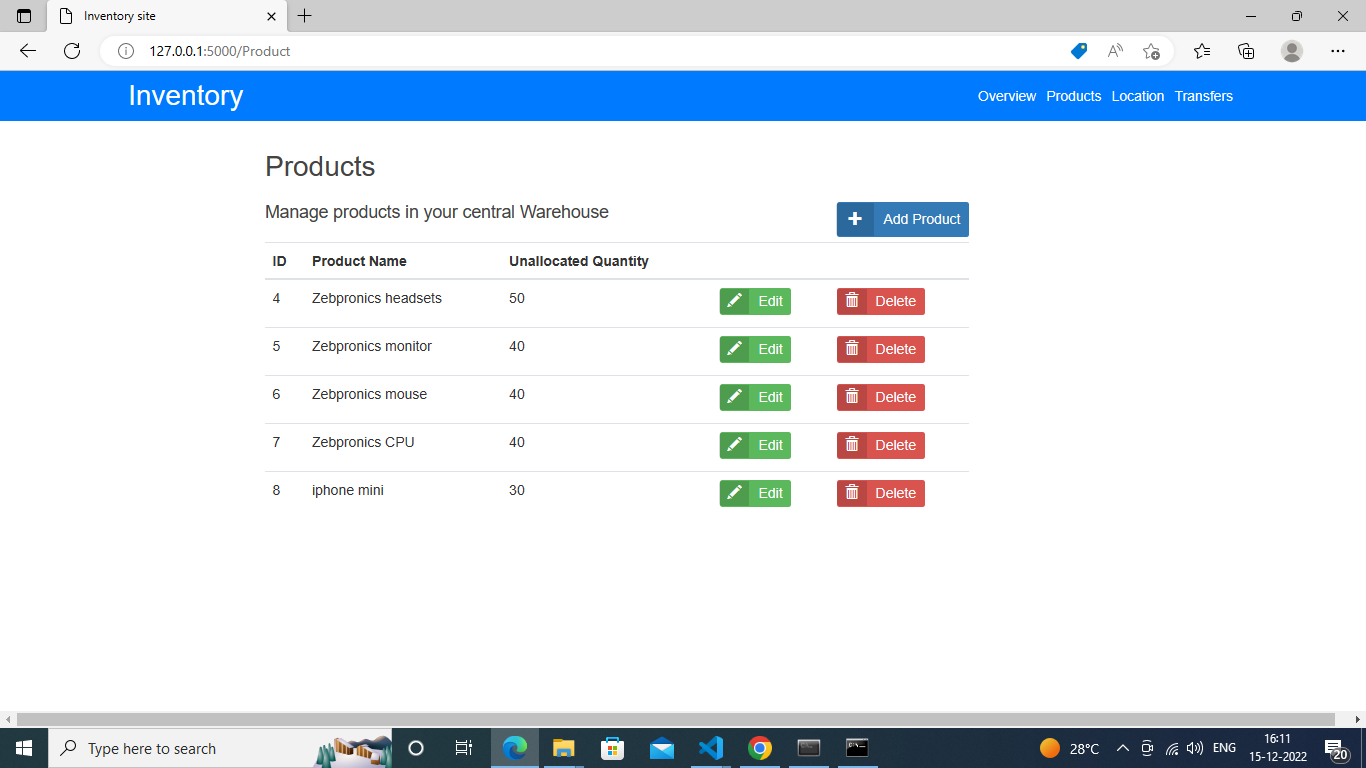 Inventory site
127.0.0.1:5000/Product
Inventory
Overview Products Location Transfers
Products
Manage products in your central Warehouse
Add Product
ID Product Name Unallocated Quantity
4 Zebpronics headsets 50 Edit Delete
5 Zebpronics monitor 40 Edit Delete
6 Zebpronics mouse 40 Edit Delete
7 Zebpronics CPU 40 Edit Delete
8 iphone mini 30 Edit Delete
Type here to search
28°C ENG
16:11
15-12-2022
20